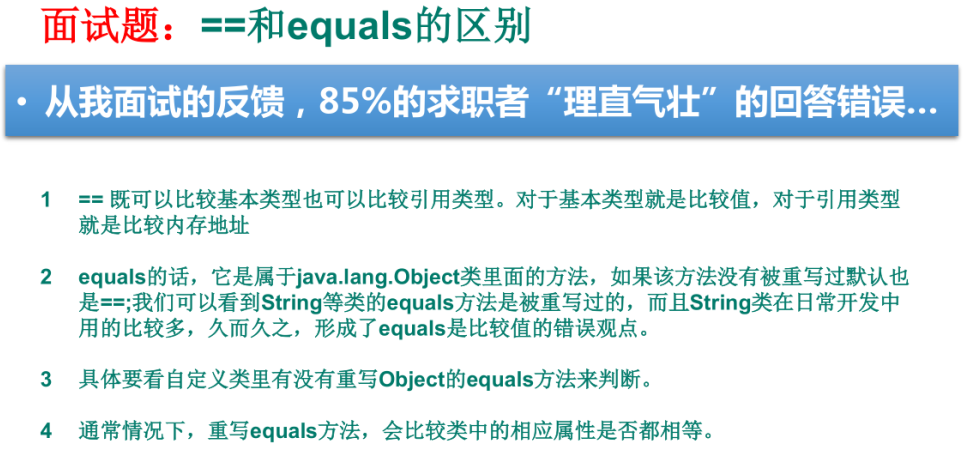 面试题：==和equals的区别
• 从我面试的反馈，85%的求职者“理直气壮”的回答错误…
1 == 既可以比较基本类型也可以比较引用类型。对于基本类型就是比较值，对于引用类型
就是比较内存地址
2 equals的话，它是属于java.lang.Object类里面的方法，如果该方法没有被重写过默认也
是==;我们可以看到String等类的equals方法是被重写过的，而且String类在日常开发中
用的比较多，久而久之，形成了equals是比较值的错误观点。
3 具体要看自定义类里有没有重写Object的equals方法来判断。
4 通常情况下，重写equals方法，会比较类中的相应属性是否都相等。